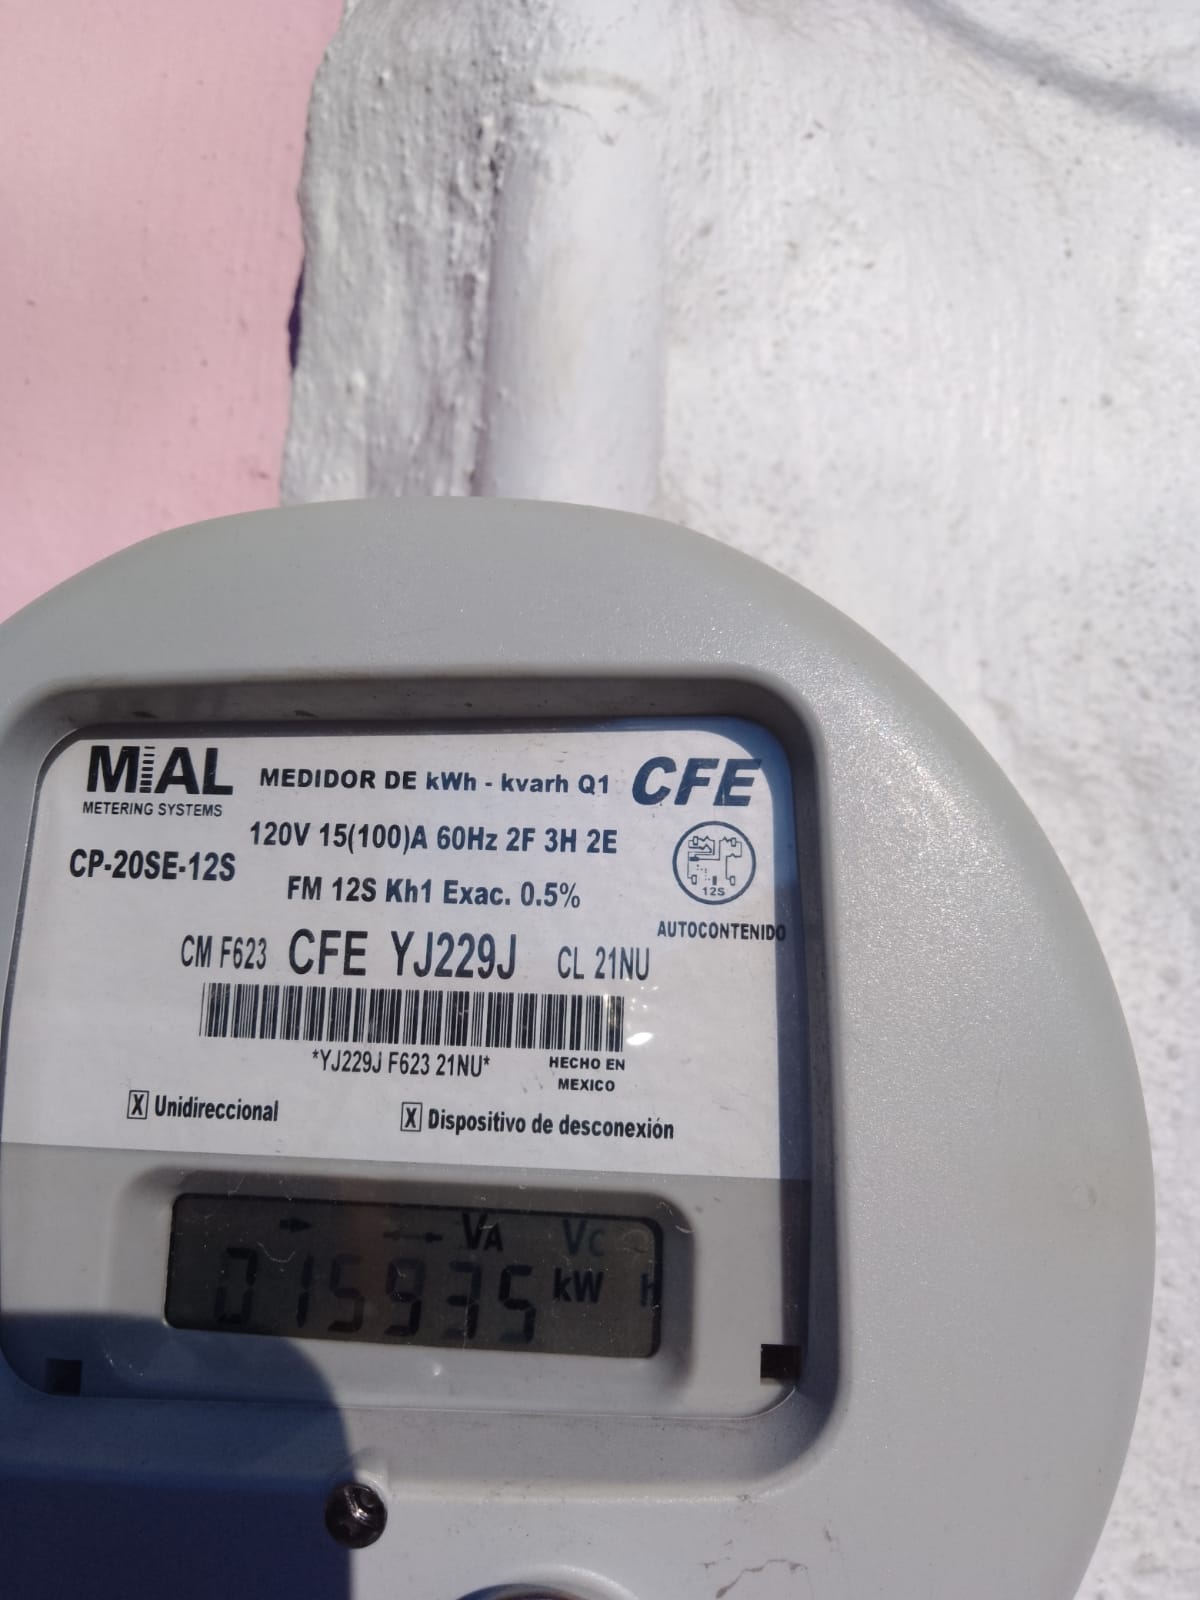 MIAL
METERING SYSTEMS
MEDIDOR DE kWh - kvarh Q1
CFE
120V 15(100)A 60Hz 2F 3H 2E
CP-20SE-12S
FM 12S Kh1 Exac. 0.5%
12S
AUTOCONTENIDO
CM F623 CFE YJ229J CL 21NU
*YJ229J F623 21NU*
HECHO EN
MEXICO
X Unidireccional
X Dispositivo de desconexión
VA VC
015935 kW H